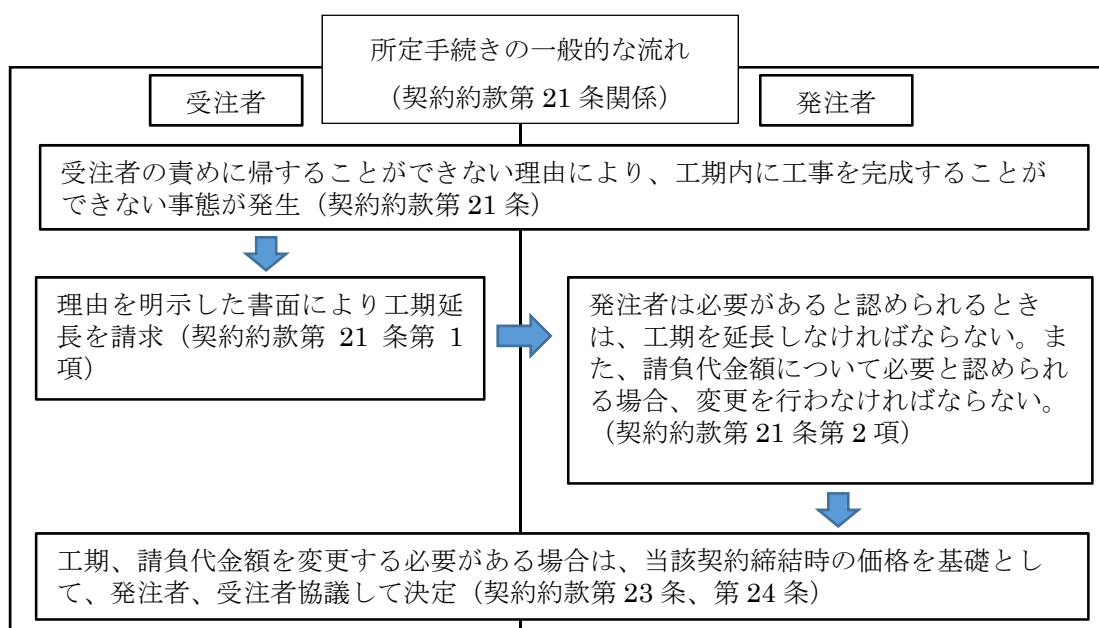 所定手続きの一般的な流れ
（契約約款第 21 条関係）
受注者
発注者
受注者の責めに帰することができない理由により、工期内に工事を完成することが
できない事態が発生（契約約款第 21 条）
理由を明示した書面により工期延
長を請求（契約約款第 21 条第 1
項）
発注者は必要があると認められるとき
は、工期を延長しなければならない。ま
た、請負代金額について必要と認められ
る場合、変更を行わなければならない。
（契約約款第 21 条第 2 項）
工期、請負代金額を変更する必要がある場合は、当該契約締結時の価格を基礎とし
て、発注者、受注者協議して決定（契約約款第 23 条、第 24 条）